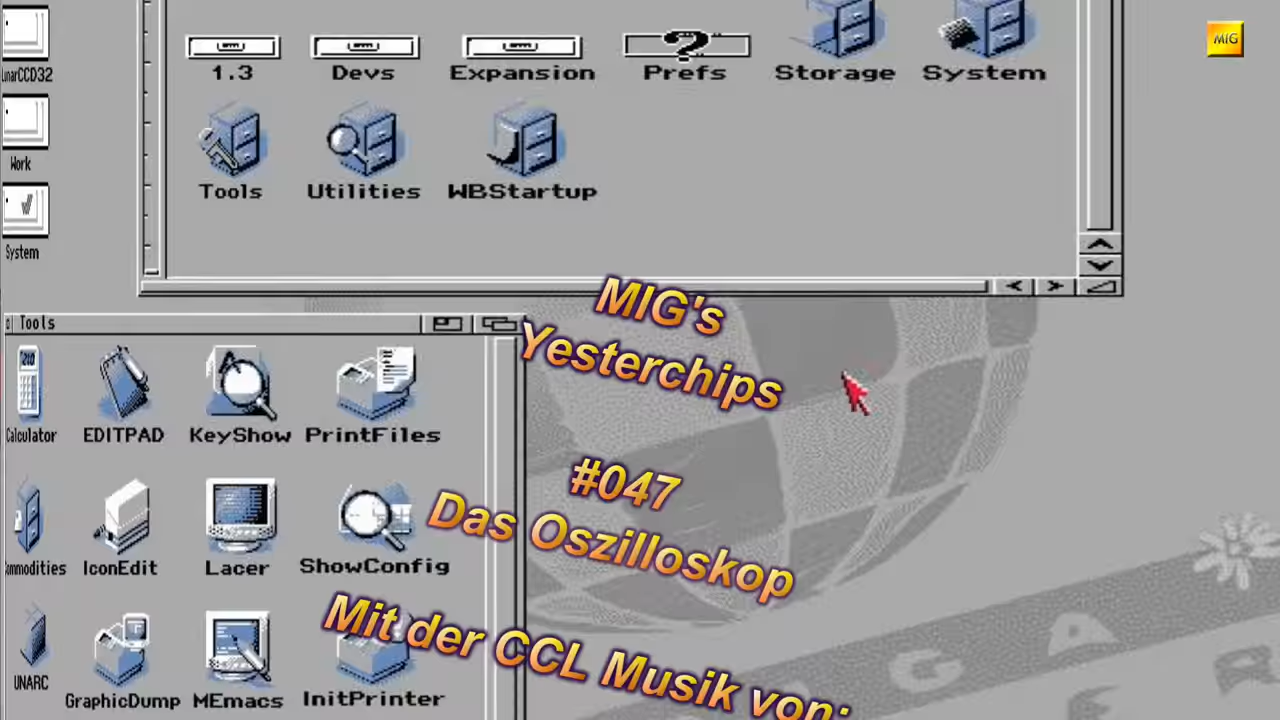 MiG
1.3 Devs Expansion Prefs Storage System
Work
Tools Utilities WBStartup
System
Tools
MIG's
Yesterchips
Calculator EDITPAD KeyShow PrintFiles
#047
Das Oszilloskop
IconEdit Lacer ShowConfig
Mit der CCL Musik von:
UNARC GraphicDump MEmacs InitPrinter